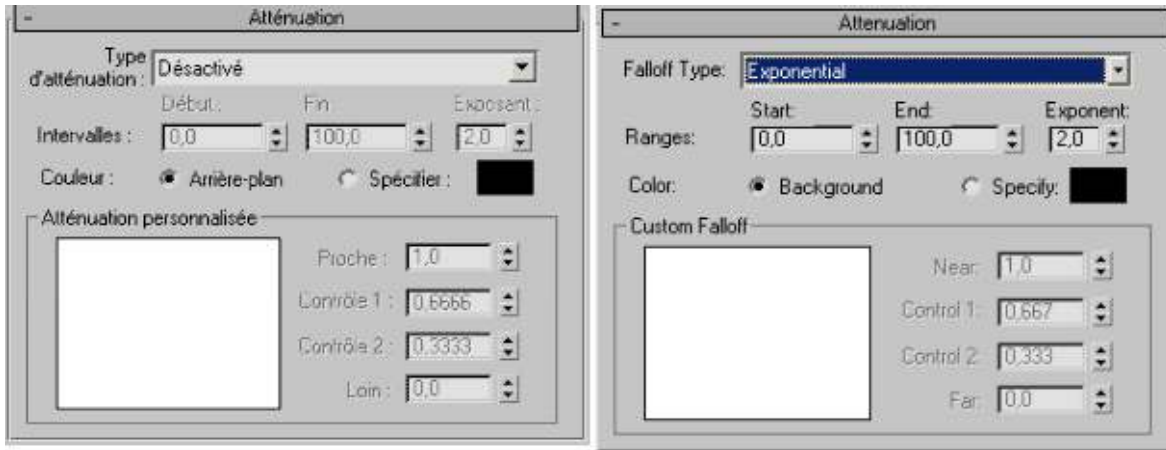 - Atténuation
Type
d'atténuation : Désactivé
Début : Fin Exposant :
Intervalles : 0,0 100,0 2,0
Couleur : Arrière-plan Spécifier :
Atténuation personnalisée
Proche : 1,0
Contrôle 1 : 0,6666
Contrôle 2 : 0,3333
Loin : 0,0
- Attenuation
Falloff Type: Exponential
Start: End: Exponent:
Ranges: 0,0 100,0 2,0
Color: Background Specify:
Custom Falloff
Near: 1,0
Control 1: 0,667
Control 2: 0,333
Far: 0,0